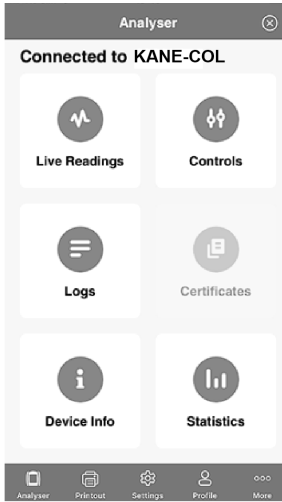 Analyser
Connected to KANE-COL
Live Readings Controls
Logs Certificates
Device Info Statistics
Analyser Printout Settings Profile More